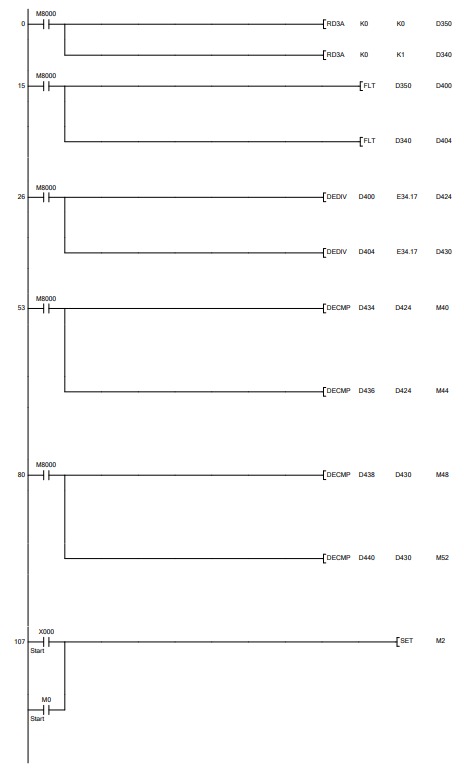 M8000
0 [RD3A K0 K0 D350
[RD3A K0 K1 D340
M8000
15 [FLT D350 D400
[FLT D340 D404
M8000
26 [DEDIV D400 E34.17 D424
[DEDIV D404 E34.17 D430
M8000
53 [DECMP D434 D424 M40
[DECMP D436 D424 M44
M8000
80 [DECMP D438 D430 M48
[DECMP D440 D430 M52
X000
107 [SET M2
Start
M0
Start